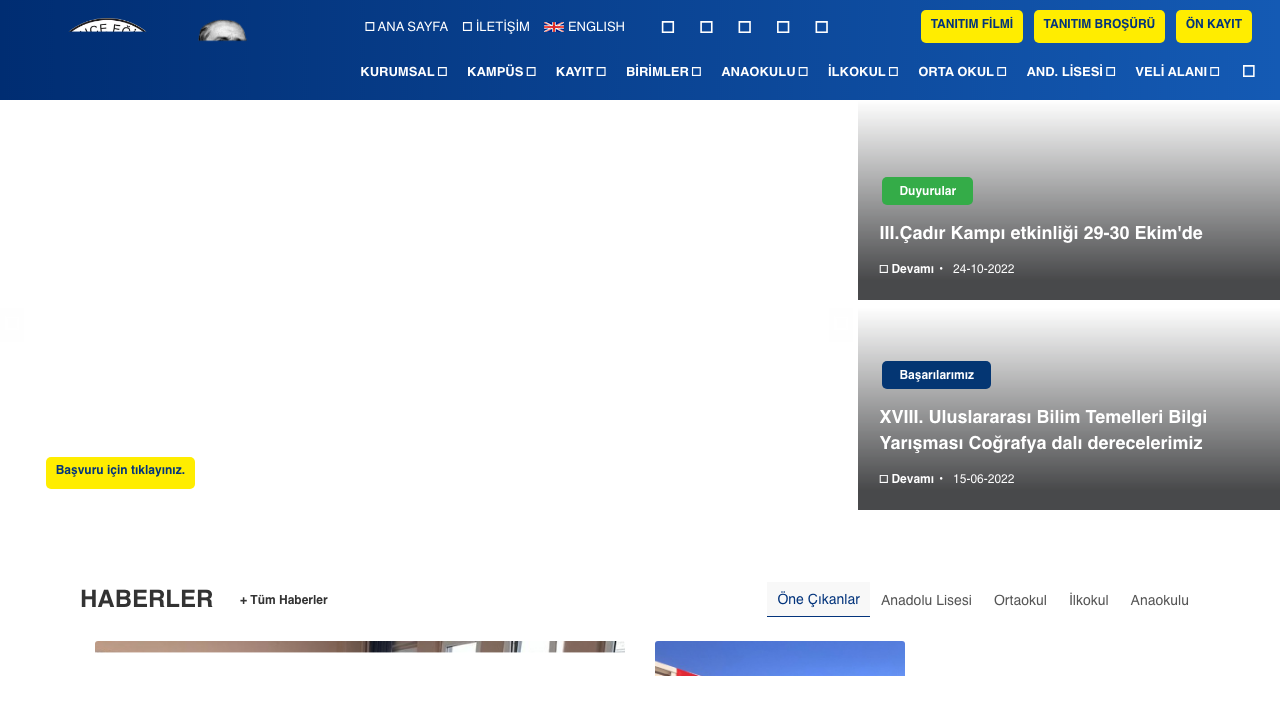 ANA SAYFA İLETİŞİM ENGLISH TANITIM FİLMİ TANITIM BROŞÜRÜ ÖN KAYIT
KURUMSAL KAMPÜS KAYIT BİRİMLER ANAOKULU İLKOKUL ORTA OKUL AND. LİSESİ VELİ ALANI
Duyurular
III.Çadır Kampı etkinliği 29-30 Ekim'de
Devamı • 24-10-2022
Başarılarımız
XVIII. Uluslararası Bilim Temelleri Bilgi
Yarışması Coğrafya dalı derecelerimiz
Devamı • 15-06-2022
Başvuru için tıklayınız.
HABERLER + Tüm Haberler Öne Çıkanlar Anadolu Lisesi Ortaokul İlkokul Anaokulu